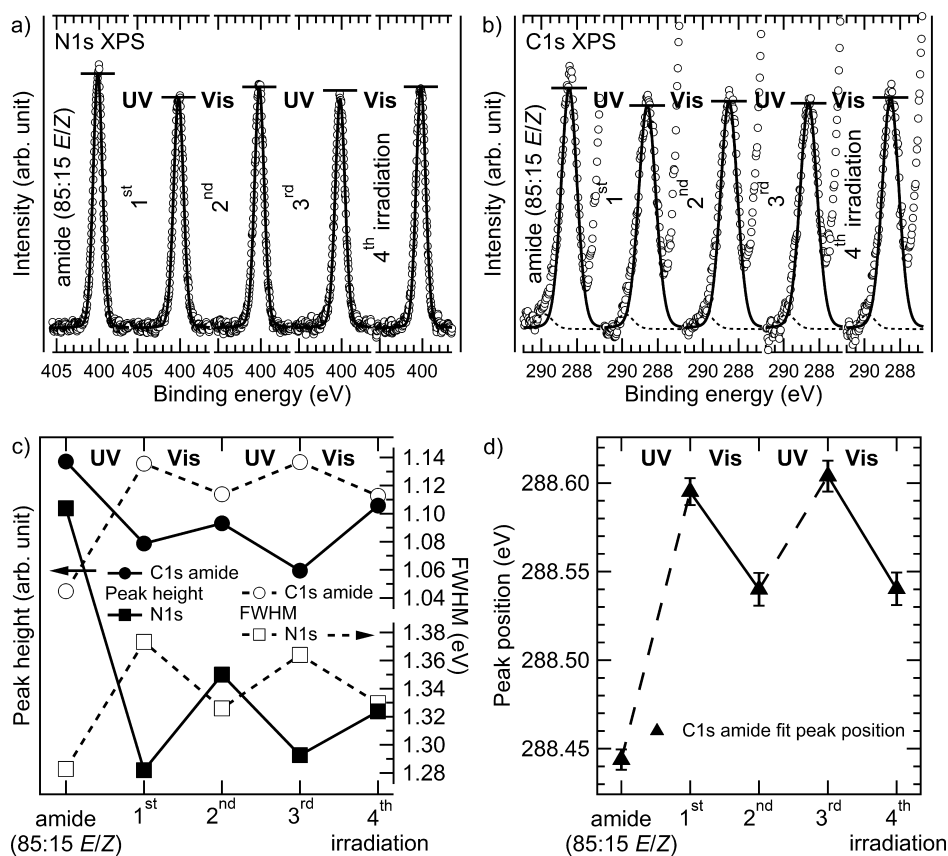 a) N1s XPS
UV Vis UV Vis
amide (85:15 E/Z)
1st
2nd
3rd
4th irradiation
Intensity (arb. unit)
405 400 405 400 405 400 405 400 405 400
Binding energy (eV)
b) C1s XPS
UV Vis UV Vis
amide (85:15 E/Z)
1st
2nd
3rd
4th irradiation
Intensity (arb. unit)
290 288 290 288 290 288 290 288 290 288
Binding energy (eV)
c)
UV Vis UV Vis
Peak height (arb. unit)
C1s amide
Peak height
N1s
C1s amide
FWHM
N1s
1.14
1.12
1.10
1.08
1.06
1.04
1.38
1.36
1.34
1.32
1.30
1.28
FWHM (eV)
amide 1st 2nd 3rd 4th
(85:15 E/Z) irradiation
d)
UV Vis UV Vis
Peak position (eV)
288.60
288.55
288.50
288.45
C1s amide fit peak position
amide 1st 2nd 3rd 4th
(85:15 E/Z) irradiation